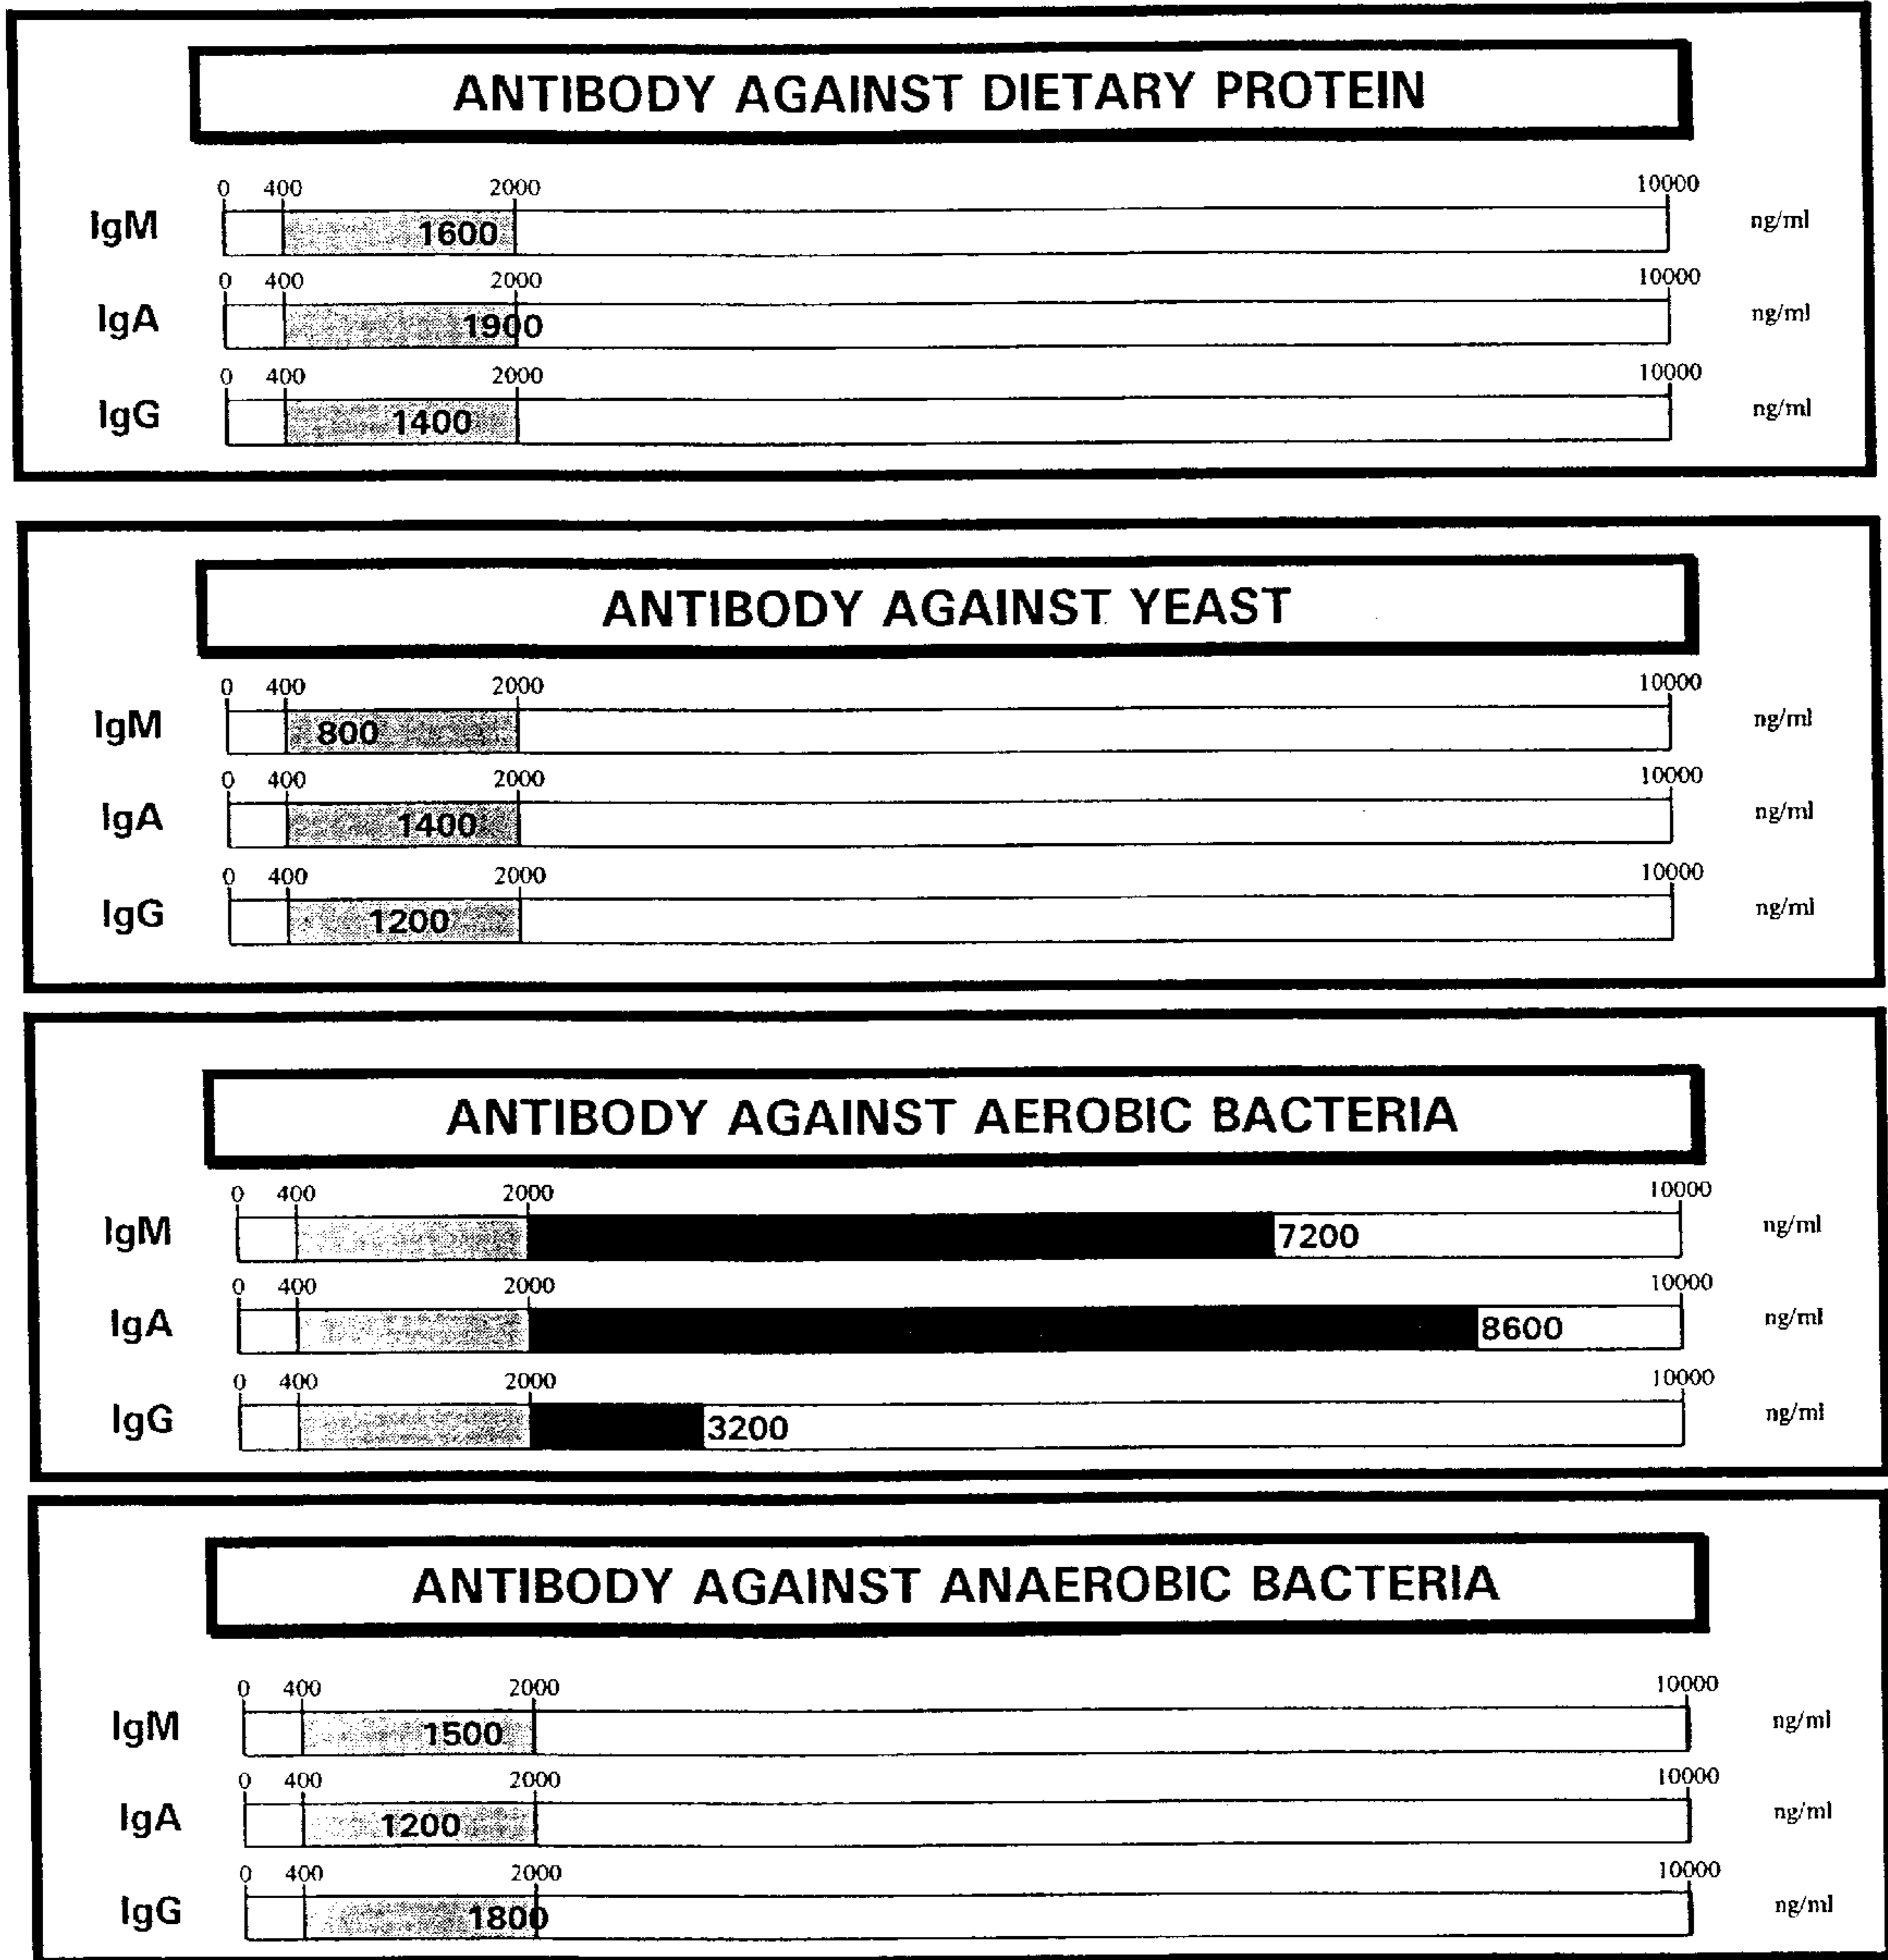 ANTIBODY AGAINST DIETARY PROTEIN
0 400 2000 10000
IgM 1600 ng/ml
0 400 2000 10000
IgA 1900 ng/ml
0 400 2000 10000
IgG 1400 ng/ml
ANTIBODY AGAINST YEAST
0 400 2000 10000
IgM 800 ng/ml
0 400 2000 10000
IgA 1400 ng/ml
0 400 2000 10000
IgG 1200 ng/ml
ANTIBODY AGAINST AEROBIC BACTERIA
0 400 2000 10000
IgM 7200 ng/ml
0 400 2000 10000
IgA 8600 ng/ml
0 400 2000 10000
IgG 3200 ng/ml
ANTIBODY AGAINST ANAEROBIC BACTERIA
0 400 2000 10000
IgM 1500 ng/ml
0 400 2000 10000
IgA 1200 ng/ml
0 400 2000 10000
IgG 1800 ng/ml